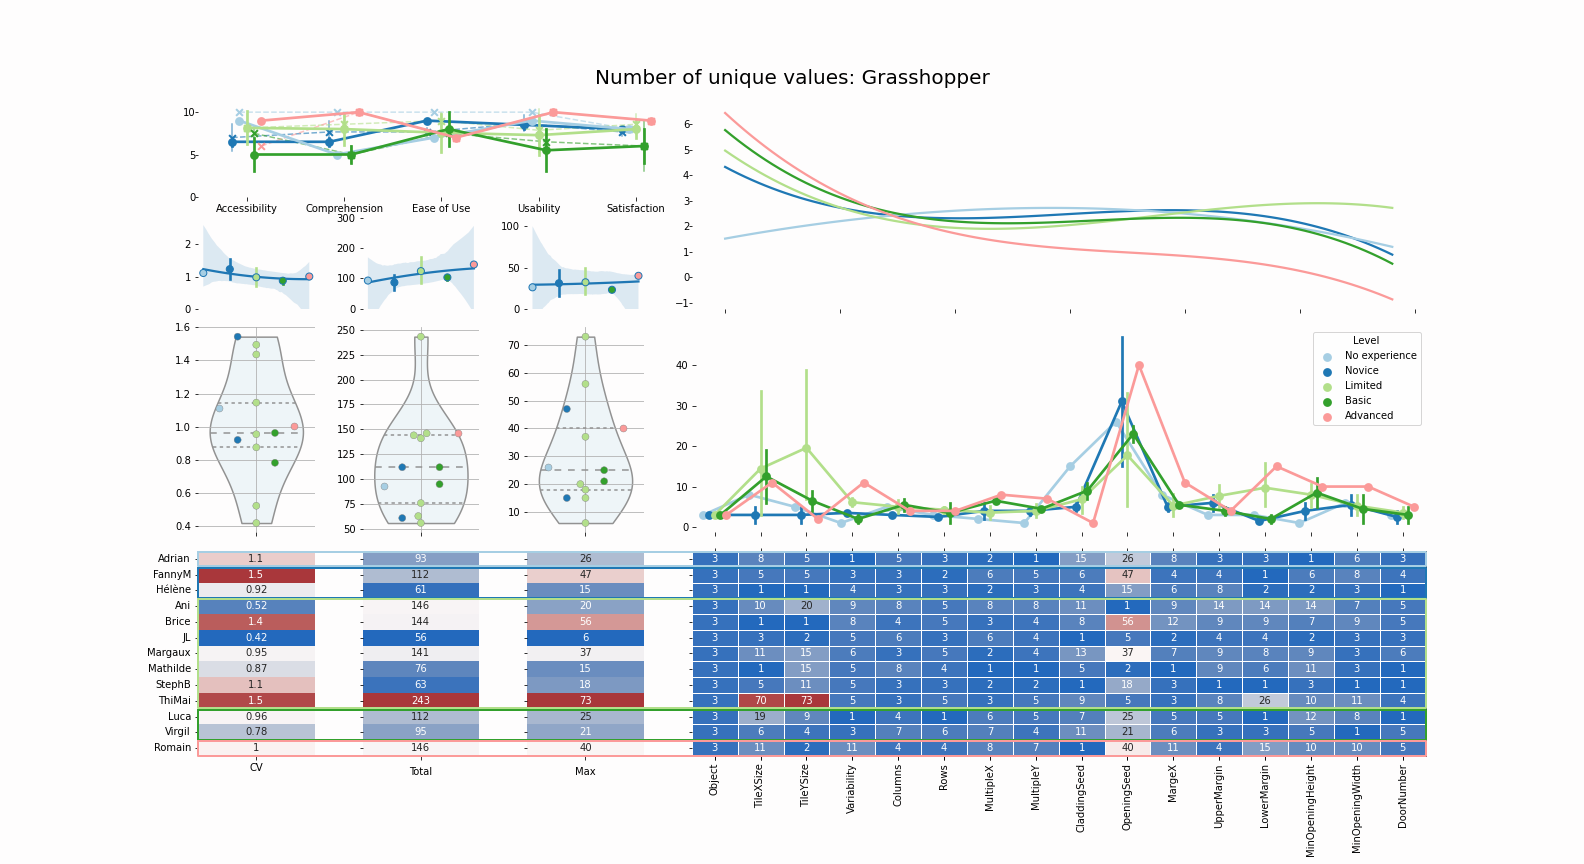 Number of unique values: Grasshopper
10
5
0
Accessibility Comprehension Ease of Use Usability Satisfaction
6
5
4
3
2
1
0
−1
2
1
0
300
200
100
0
100
50
0
1.6
1.4
1.2
1.0
0.8
0.6
0.4
250
225
200
175
150
125
100
75
50
70
60
50
40
30
20
10
40
30
20
10
0
Level
No experience
Novice
Limited
Basic
Advanced
Adrian 1.1 93 26 3 8 5 1 5 3 2 1 15 26 8 3 3 1 6 3
FannyM 1.5 112 47 3 5 5 3 3 2 6 5 6 47 4 4 1 6 8 4
Hélène 0.92 61 15 3 1 1 4 3 3 2 3 4 15 6 8 2 2 3 1
Ani 0.52 146 20 3 10 20 9 8 5 8 8 11 1 9 14 14 14 7 5
Brice 1.4 144 56 3 1 1 8 4 5 3 4 8 56 12 9 9 7 9 5
JL 0.42 56 6 3 3 2 5 6 3 6 4 1 5 2 4 4 2 3 3
Margaux 0.95 141 37 3 11 15 6 3 5 2 4 13 37 7 9 8 9 3 6
Mathilde 0.87 76 15 3 1 15 5 8 4 1 1 5 2 1 9 6 11 3 1
StephB 1.1 63 18 3 5 11 5 3 3 2 2 1 18 3 1 1 3 1 1
ThiMai 1.5 243 73 3 70 73 5 3 5 3 5 9 5 3 8 26 10 11 4
Luca 0.96 112 25 3 19 9 1 4 1 6 5 7 25 5 5 1 12 8 1
Virgil 0.78 95 21 3 6 4 3 7 6 7 4 11 21 6 3 3 5 1 5
Romain 1 146 40 3 11 2 11 4 4 8 7 1 40 11 4 15 10 10 5
CV Total Max Object TileXSize TileYSize Variability Columns Rows MultipleX MultipleY CladdingSeed OpeningSeed MargeX UpperMargin LowerMargin MinOpeningHeight MinOpeningWidth DoorNumber